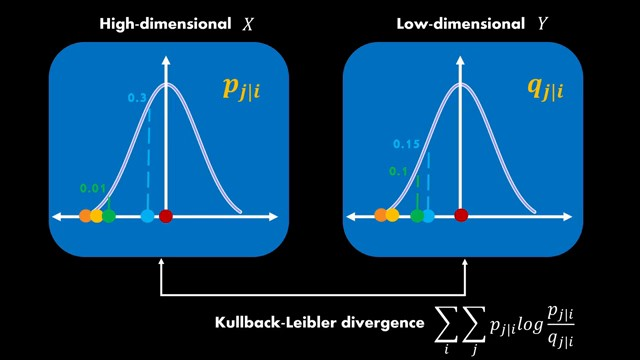 High-dimensional X
Low-dimensional Y
p_{j|i}
0.3
0.01
q_{j|i}
0.15
0.1
Kullback-Leibler divergence ∑_i ∑_j p_{j|i} log p_{j|i}/q_{j|i}